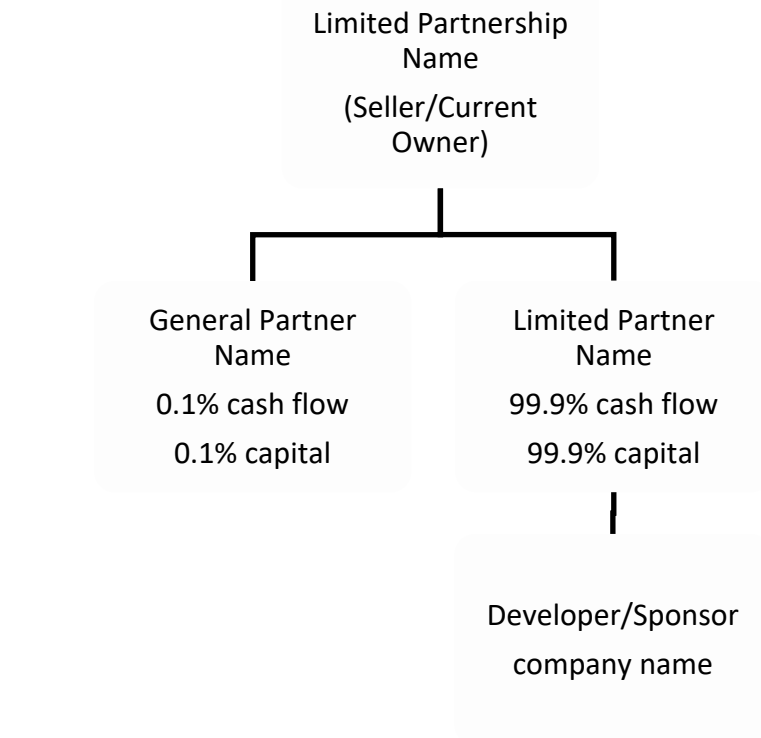 Limited Partnership
Name
(Seller/Current
Owner)
General Partner
Name
0.1% cash flow
0.1% capital
Limited Partner
Name
99.9% cash flow
99.9% capital
Developer/Sponsor
company name